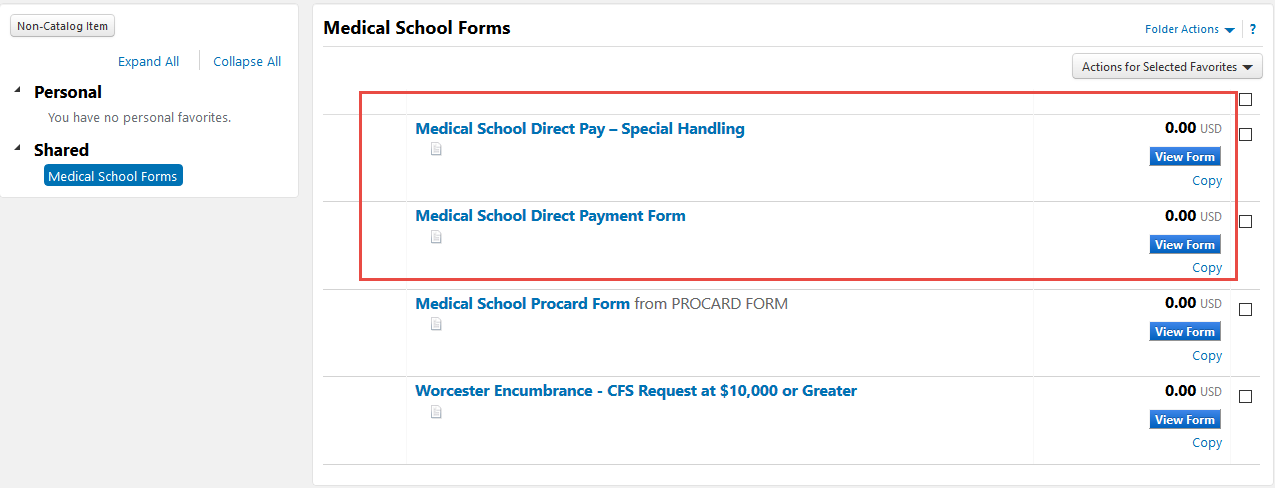 Non-Catalog Item
Expand All Collapse All
Personal
You have no personal favorites.
Shared
Medical School Forms
Medical School Forms
Folder Actions ?
Actions for Selected Favorites
Medical School Direct Pay – Special Handling
0.00 USD
View Form
Copy
Medical School Direct Payment Form
0.00 USD
View Form
Copy
Medical School Procard Form from PROCARD FORM
0.00 USD
View Form
Copy
Worcester Encumbrance - CFS Request at $10,000 or Greater
0.00 USD
View Form
Copy